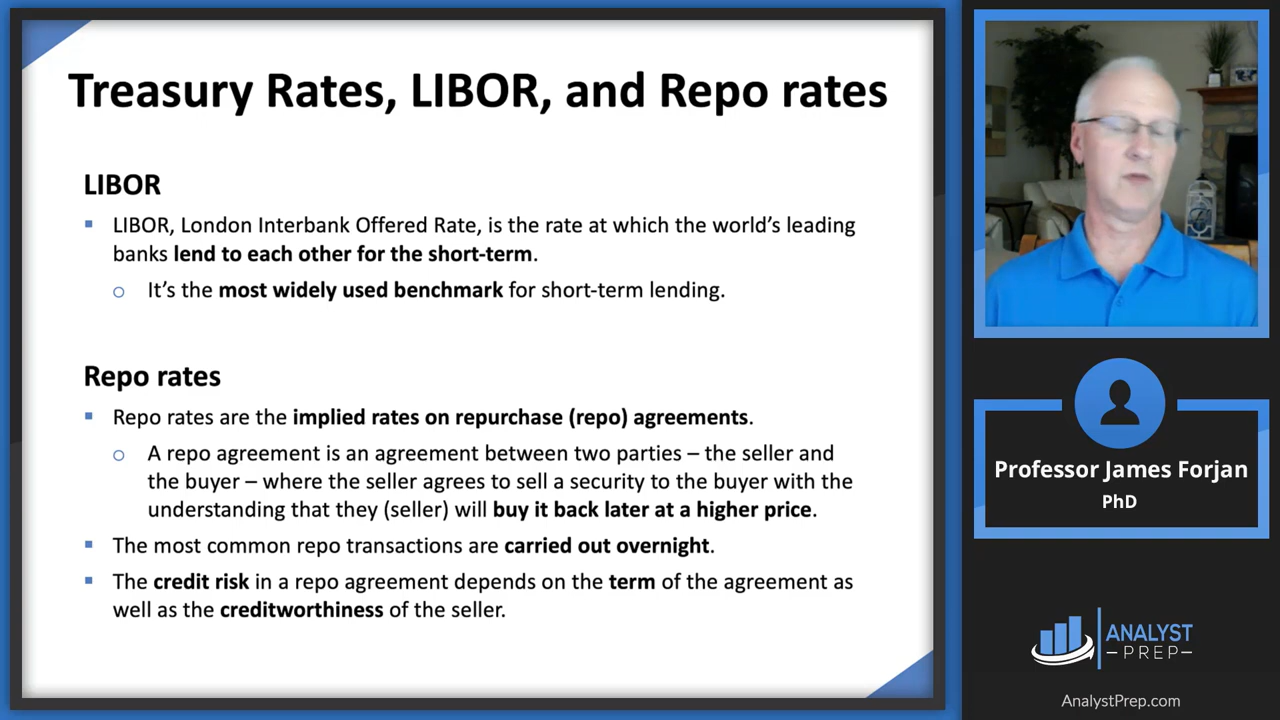 Treasury Rates, LIBOR, and Repo rates
LIBOR
▪ LIBOR, London Interbank Offered Rate, is the rate at which the world’s leading
banks lend to each other for the short-term.
o It’s the most widely used benchmark for short-term lending.
Repo rates
▪ Repo rates are the implied rates on repurchase (repo) agreements.
o A repo agreement is an agreement between two parties – the seller and
the buyer – where the seller agrees to sell a security to the buyer with the
understanding that they (seller) will buy it back later at a higher price.
▪ The most common repo transactions are carried out overnight.
▪ The credit risk in a repo agreement depends on the term of the agreement as
well as the creditworthiness of the seller.
Professor James Forjan
PhD
ANALYST
–PREP–
AnalystPrep.com